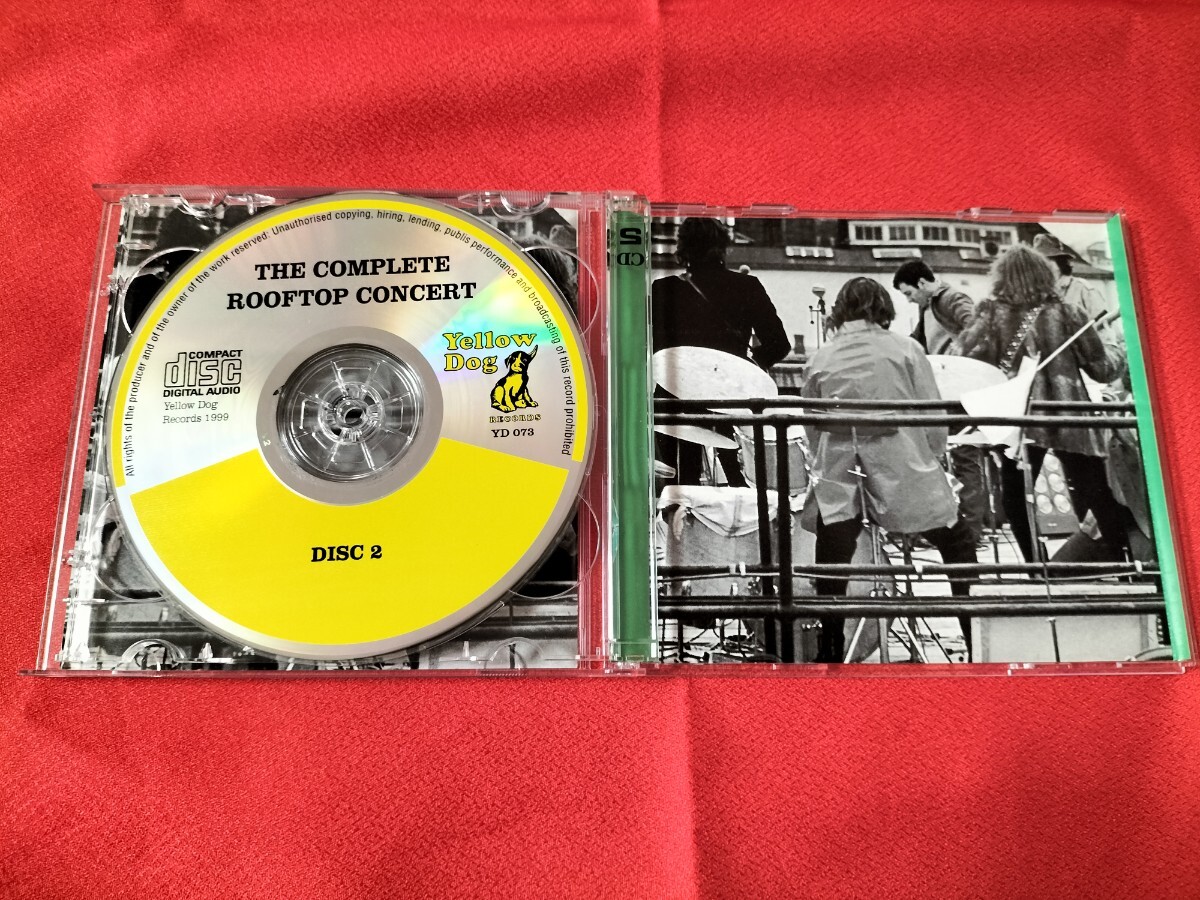 All rights of the producer and of the owner of the work reserved: Unauthorised copying, hiring, lending, publis performance and broadcasting of this record prohibited
THE COMPLETE
ROOFTOP CONCERT
COMPACT
disc
DIGITAL AUDIO
Yellow Dog
Records 1999
Yellow
Dog
RECORDS
YD 073
DISC 2
2
CD